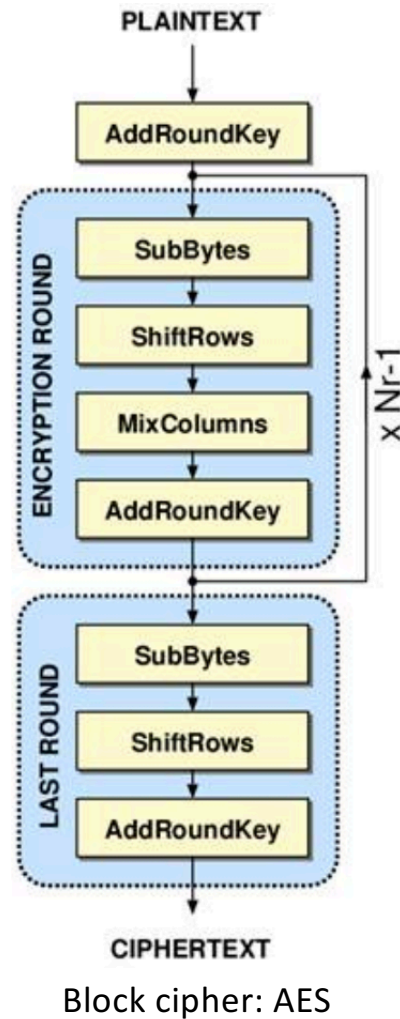 PLAINTEXT
AddRoundKey
ENCRYPTION ROUND
SubBytes
ShiftRows
MixColumns
AddRoundKey
x Nr-1
LAST ROUND
SubBytes
ShiftRows
AddRoundKey
CIPHERTEXT
Block cipher: AES